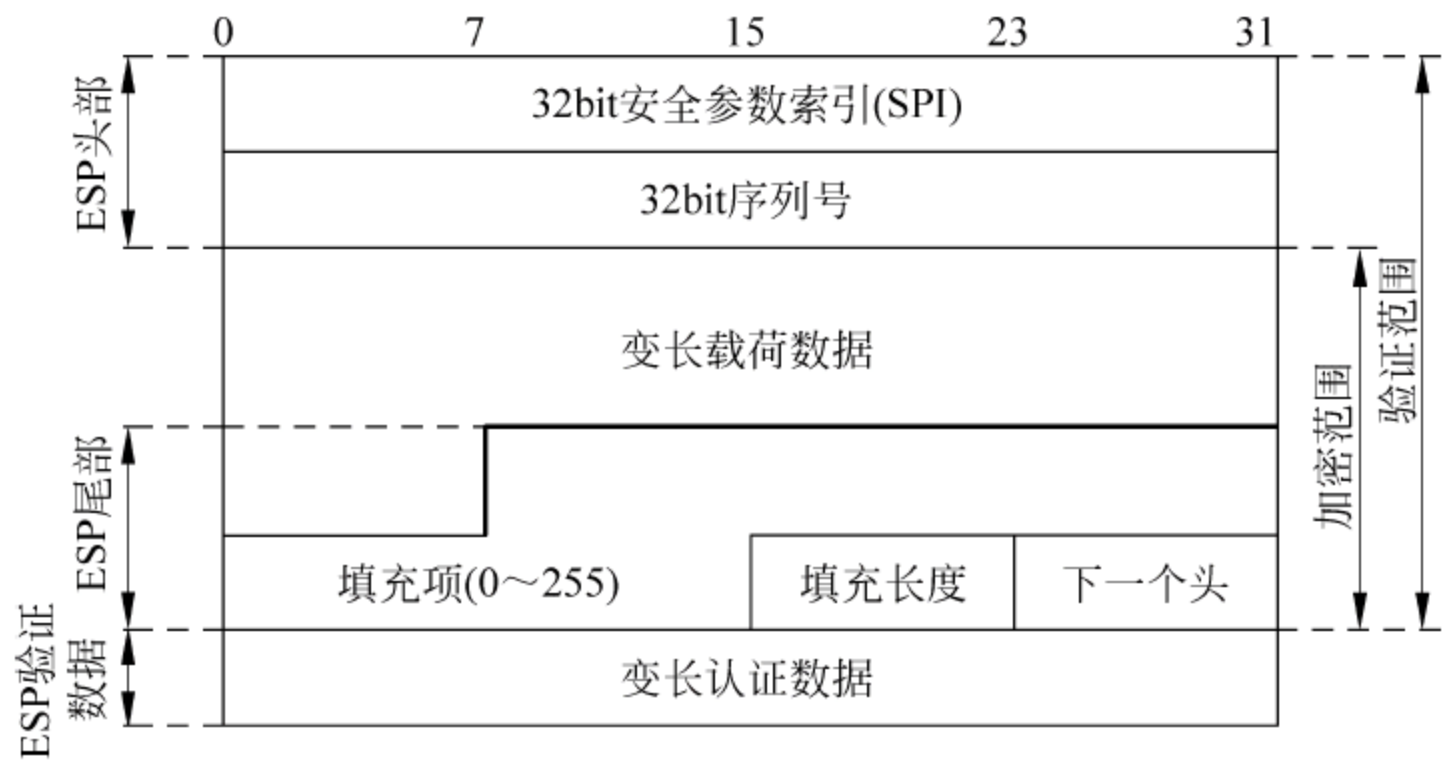 0 7 15 23 31
ESP头部
32bit安全参数索引(SPI)
32bit序列号
变长载荷数据
验证范围
加密范围
ESP尾部
填充项(0～255)
填充长度
下一个头
ESP验证
数据
变长认证数据